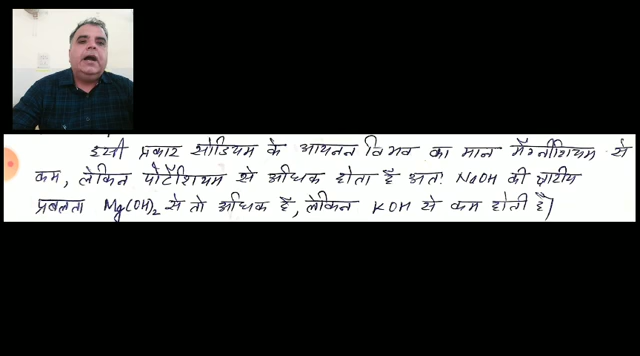 इसी प्रकार सोडियम के आयनन विभव का मान मैग्नीशियम से
कम, लेकिन पोटेशियम से अधिक होता है अतः NaOH की क्षारीय
प्रबलता Mg(OH)₂ से तो अधिक है, लेकिन KOH से कम होती है|